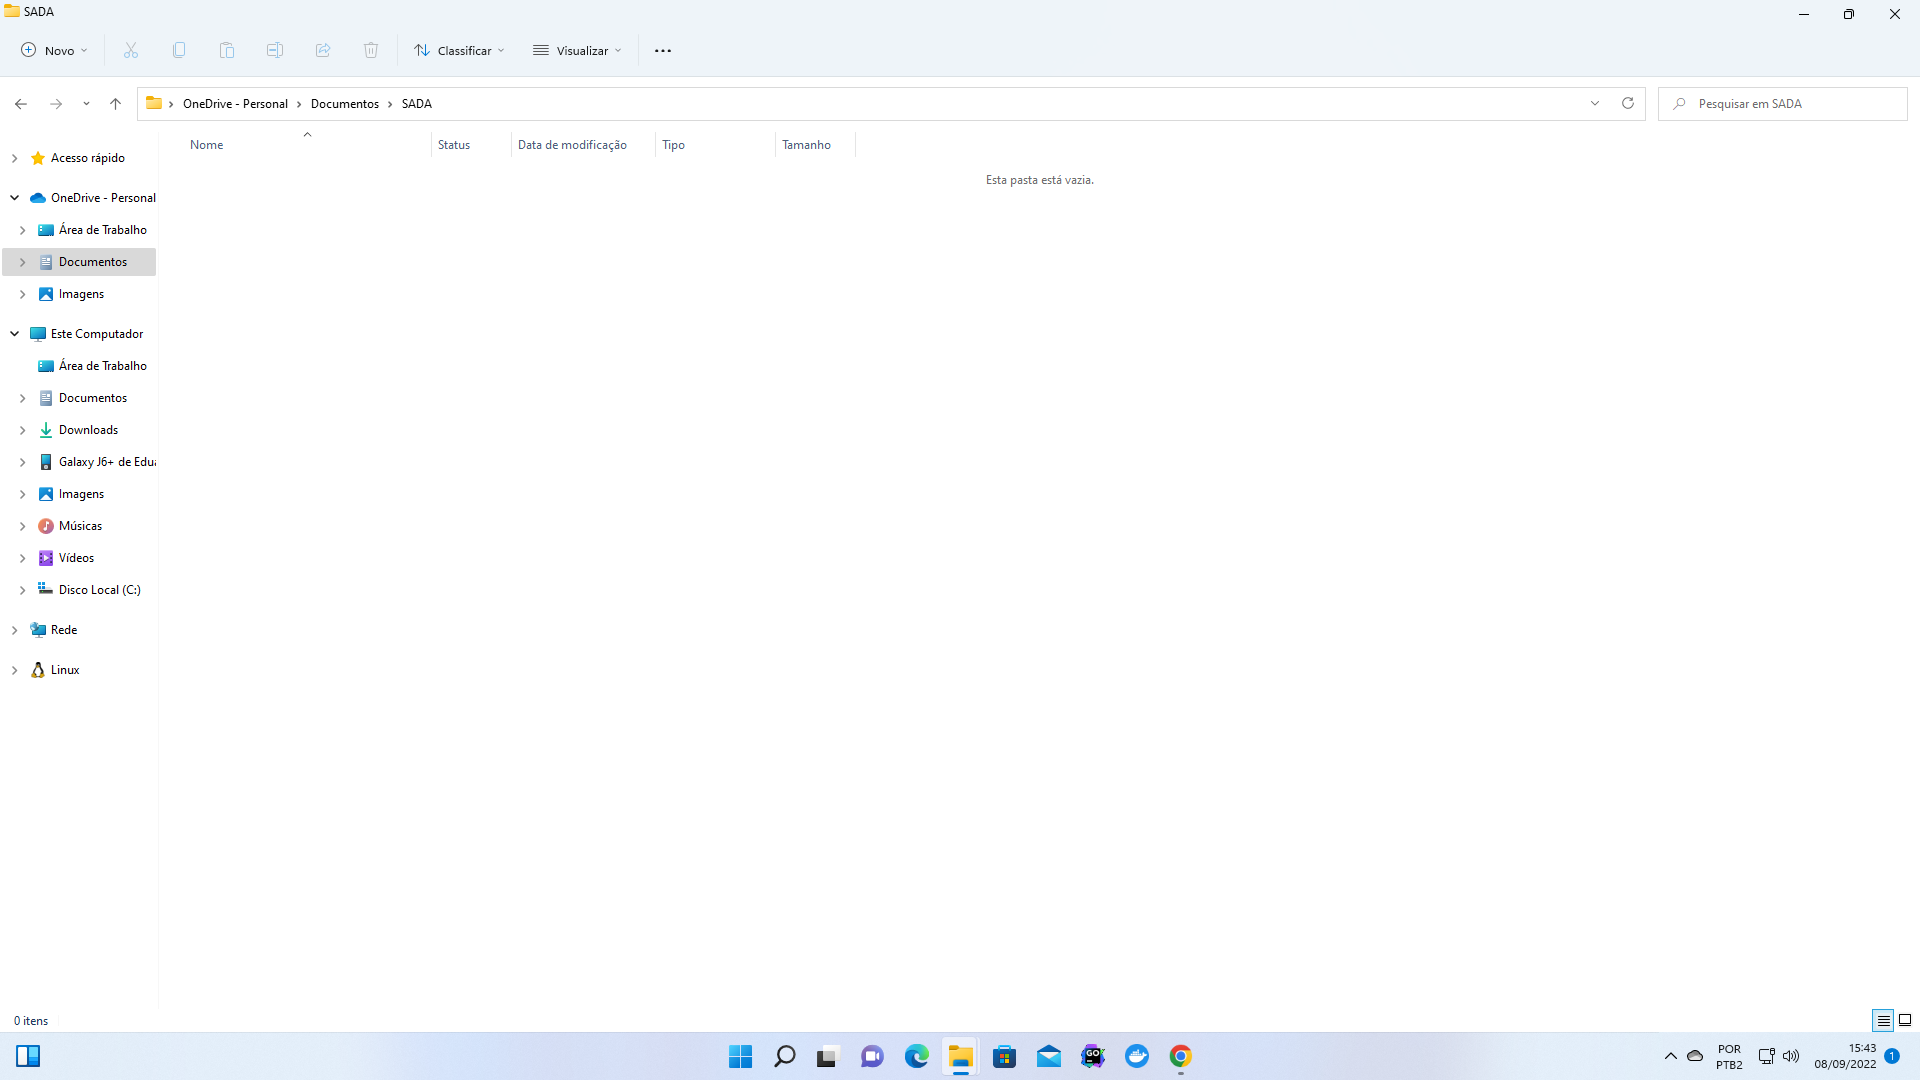 SADA
Novo
Classificar
Visualizar
OneDrive - Personal
Documentos
SADA
Pesquisar em SADA
Nome
Status
Data de modificação
Tipo
Tamanho
Esta pasta está vazia.
Acesso rápido
OneDrive - Personal
Área de Trabalho
Documentos
Imagens
Este Computador
Área de Trabalho
Documentos
Downloads
Galaxy J6+ de Edua
Imagens
Músicas
Vídeos
Disco Local (C:)
Rede
Linux
0 itens
GO
POR
PTB2
15:43
08/09/2022
1